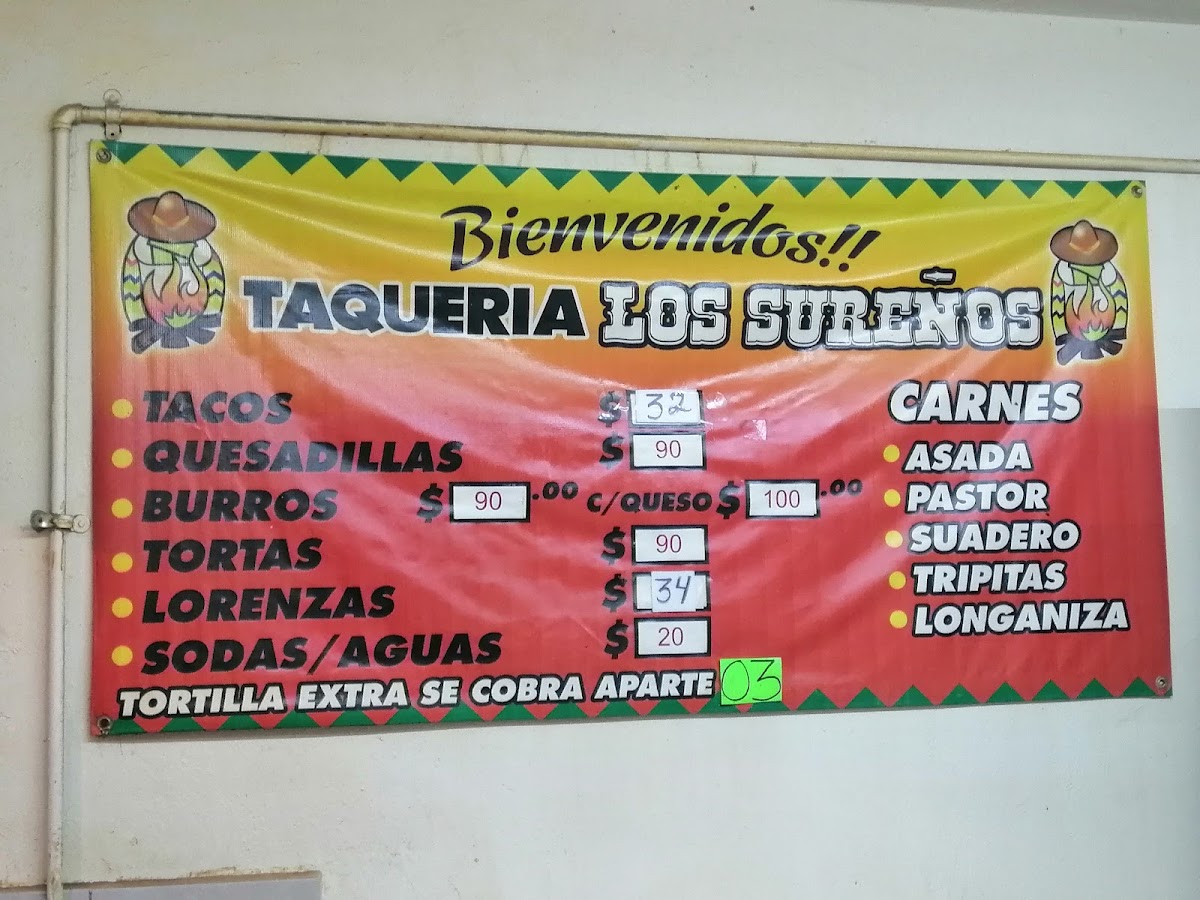 Bienvenidos!!
TAQUERIA LOS SUREÑOS
TACOS $ 32
QUESADILLAS $ 90
BURROS $ 90 .00 C/QUESO $ 100 .00
TORTAS $ 90
LORENZAS $ 34
SODAS/AGUAS $ 20
TORTILLA EXTRA SE COBRA APARTE 03
CARNES
ASADA
PASTOR
SUADERO
TRIPITAS
LONGANIZA